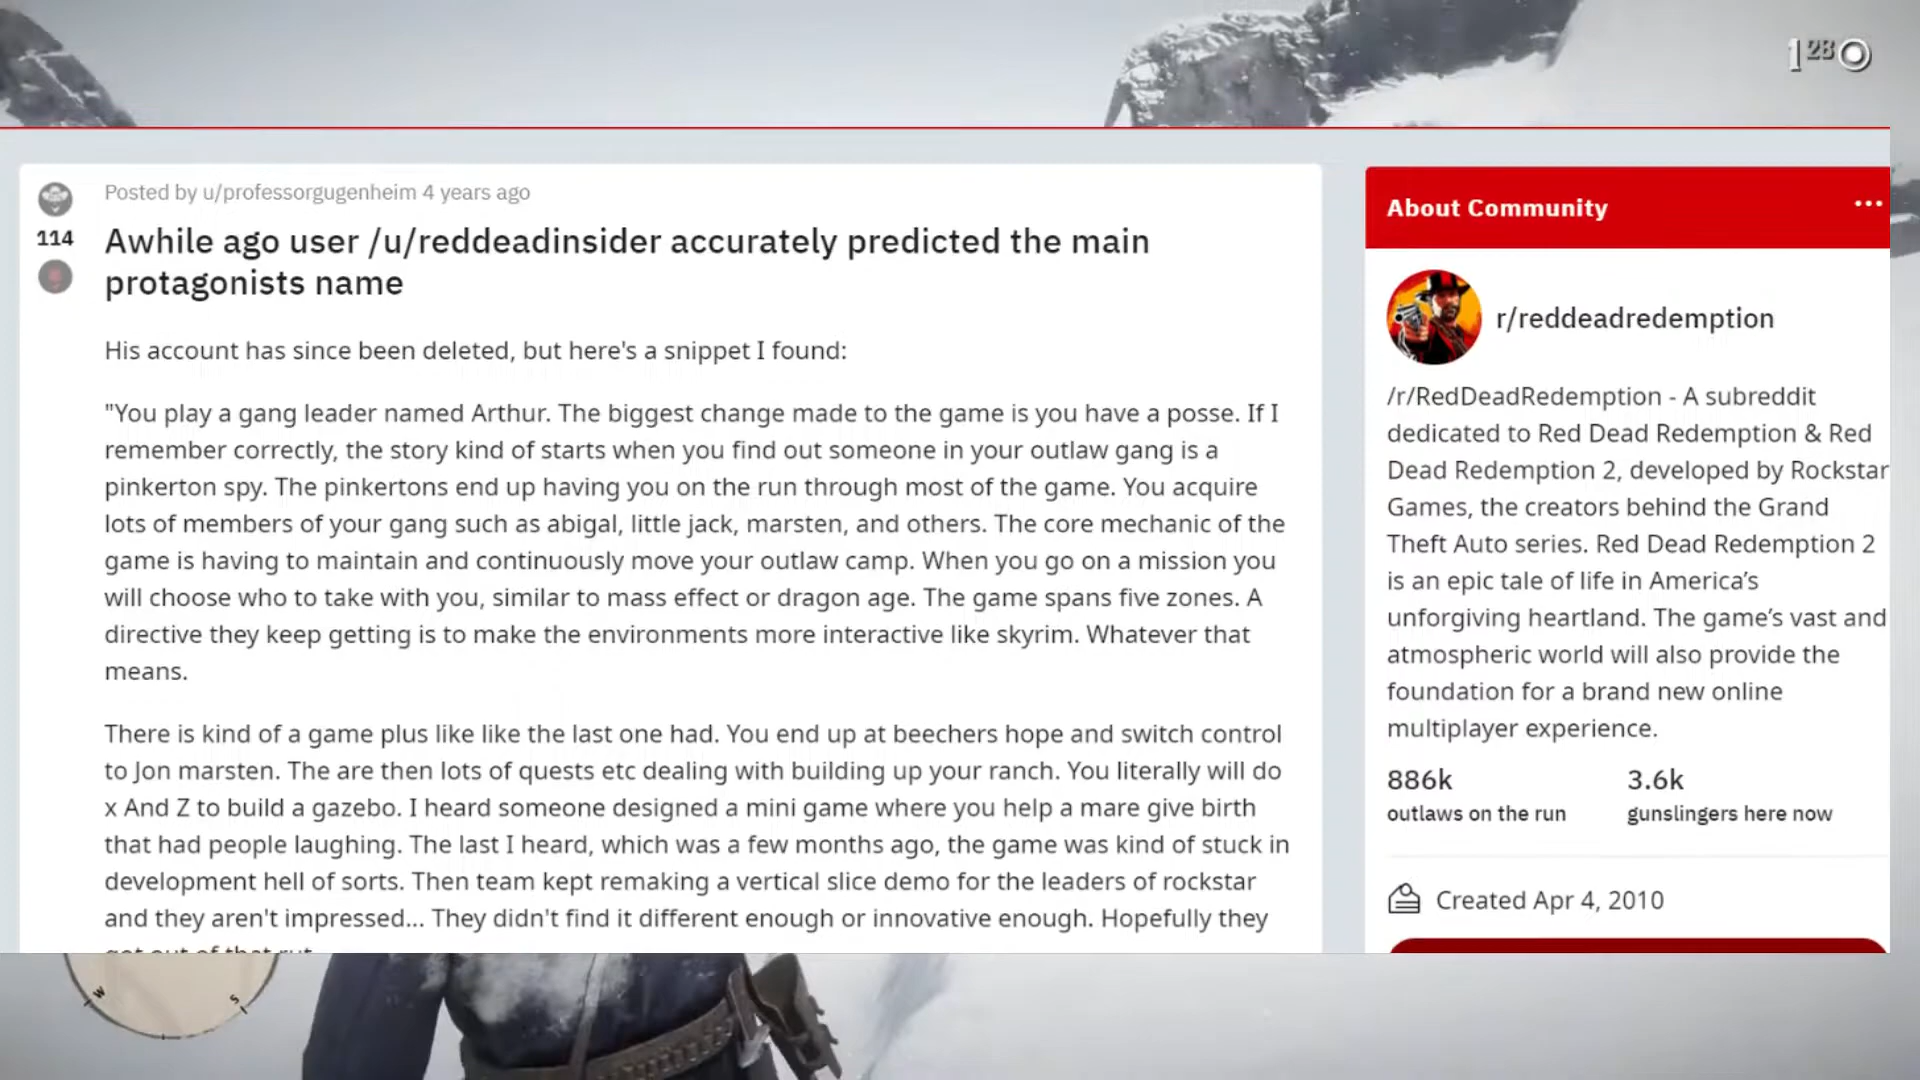 1 28
Posted by u/professorgugenheim 4 years ago
114
Awhile ago user /u/reddeadinsider accurately predicted the main
protagonists name
His account has since been deleted, but here's a snippet I found:
"You play a gang leader named Arthur. The biggest change made to the game is you have a posse. If I
remember correctly, the story kind of starts when you find out someone in your outlaw gang is a
pinkerton spy. The pinkertons end up having you on the run through most of the game. You acquire
lots of members of your gang such as abigal, little jack, marsten, and others. The core mechanic of the
game is having to maintain and continuously move your outlaw camp. When you go on a mission you
will choose who to take with you, similar to mass effect or dragon age. The game spans five zones. A
directive they keep getting is to make the environments more interactive like skyrim. Whatever that
means.
There is kind of a game plus like like the last one had. You end up at beechers hope and switch control
to Jon marsten. The are then lots of quests etc dealing with building up your ranch. You literally will do
x And Z to build a gazebo. I heard someone designed a mini game where you help a mare give birth
that had people laughing. The last I heard, which was a few months ago, the game was kind of stuck in
development hell of sorts. Then team kept remaking a vertical slice demo for the leaders of rockstar
and they aren't impressed... They didn't find it different enough or innovative enough. Hopefully they
get out of that rut
About Community
r/reddeadredemption
/r/RedDeadRedemption - A subreddit
dedicated to Red Dead Redemption & Red
Dead Redemption 2, developed by Rockstar
Games, the creators behind the Grand
Theft Auto series. Red Dead Redemption 2
is an epic tale of life in America's
unforgiving heartland. The game's vast and
atmospheric world will also provide the
foundation for a brand new online
multiplayer experience.
886k 3.6k
outlaws on the run gunslingers here now
Created Apr 4, 2010
W S